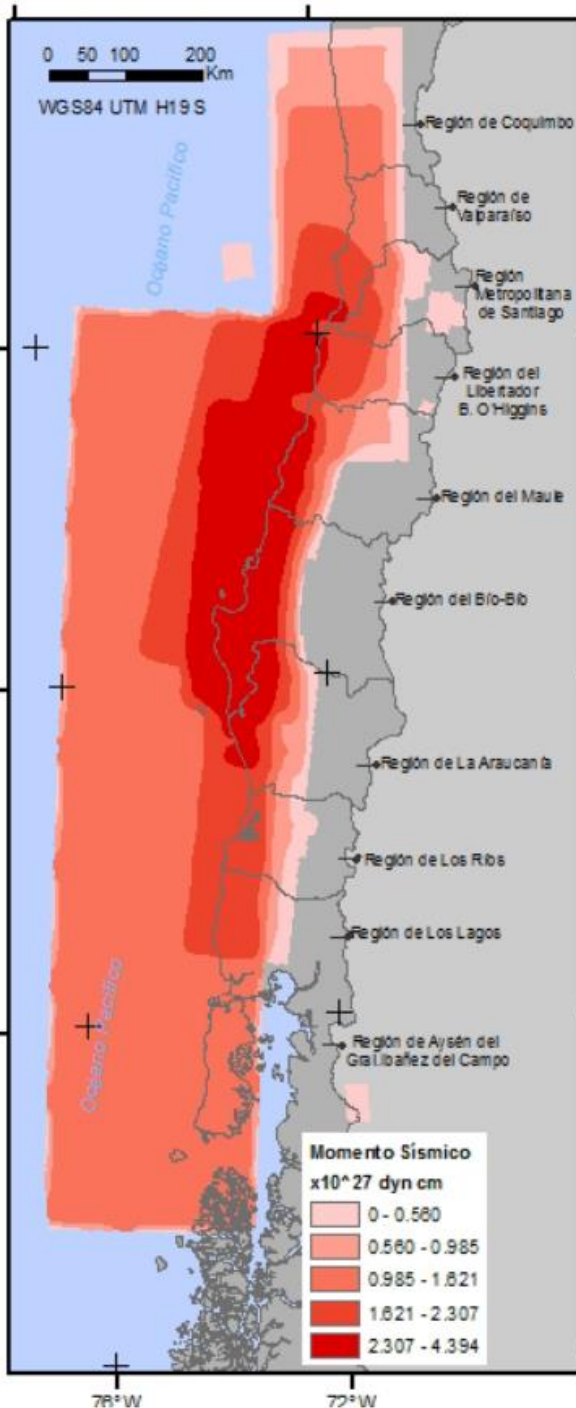 0 50 100 200
Km
WGS84 UTM H19 S
Océano Pacífico
Región de Coquimbo
Región de
Valparaíso
Región
Metropolitana
de Santiago
Región del
Libertador
B. O'Higgins
Región del Maule
Región del Bío-Bío
Región de La Araucanía
Región de Los Ríos
Región de Los Lagos
Océano Pacífico
Región de Aysén del
Gral.Ibañez del Campo
Momento Sísmico
x10^27 dyn cm
0 - 0.560
0.560 - 0.985
0.985 - 1.621
1.621 - 2.307
2.307 - 4.394
76°W 72°W